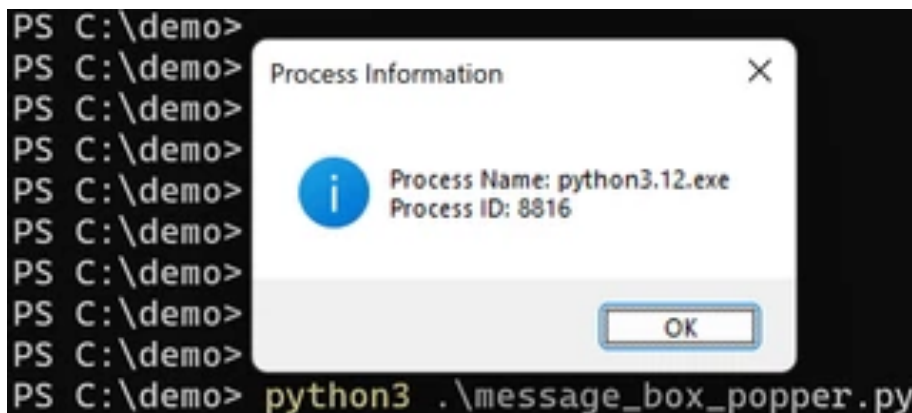 PS C:\demo>
PS C:\demo>
PS C:\demo>
PS C:\demo>
PS C:\demo>
PS C:\demo>
PS C:\demo>
PS C:\demo>
PS C:\demo>
PS C:\demo> python3 .\message_box_popper.py
Process Information
Process Name: python3.12.exe
Process ID: 8816
OK